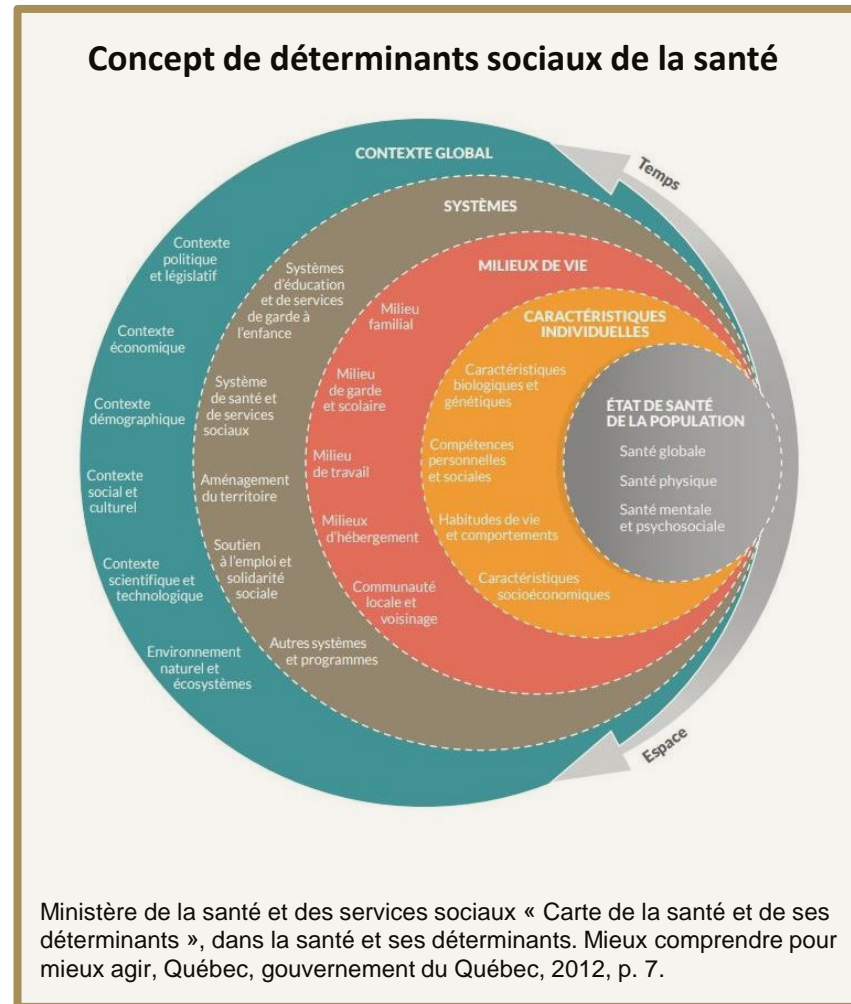 Concept de déterminants sociaux de la santé
CONTEXTE GLOBAL
Temps
SYSTÈMES
MILIEUX DE VIE
CARACTÉRISTIQUES
INDIVIDUELLES
ÉTAT DE SANTÉ
DE LA POPULATION
Santé globale
Santé physique
Santé mentale
et psychosociale
Contexte
politique
et législatif
Contexte
économique
Contexte
démographique
Contexte
social et
culturel
Contexte
scientifique et
technologique
Environnement
naturel et
écosystèmes
Systèmes
d'éducation
et de services
de garde à
l'enfance
Système
de santé et
de services
sociaux
Aménagement
du territoire
Soutien
à l'emploi et
solidarité
sociale
Autres systèmes
et programmes
Milieu
familial
Milieu
de garde
et scolaire
Milieu
de travail
Milieux
d'hébergement
Communauté
locale et
voisinage
Caractéristiques
biologiques et
génétiques
Compétences
personnelles
et sociales
Habitudes de vie
et comportements
Caractéristiques
socioéconomiques
Espace
Ministère de la santé et des services sociaux « Carte de la santé et de ses
déterminants », dans la santé et ses déterminants. Mieux comprendre pour
mieux agir, Québec, gouvernement du Québec, 2012, p. 7.